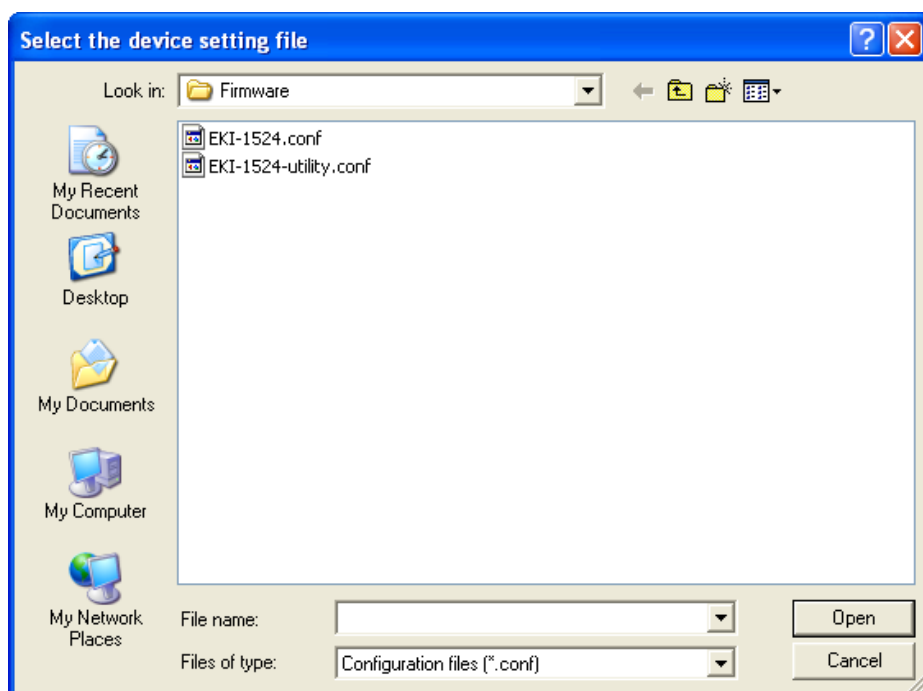 Select the device setting file
Look in: Firmware
EKI-1524.conf
EKI-1524-utility.conf
My Recent
Documents
Desktop
My Documents
My Computer
My Network
Places
File name:
Open
Files of type: Configuration files (*.conf)
Cancel